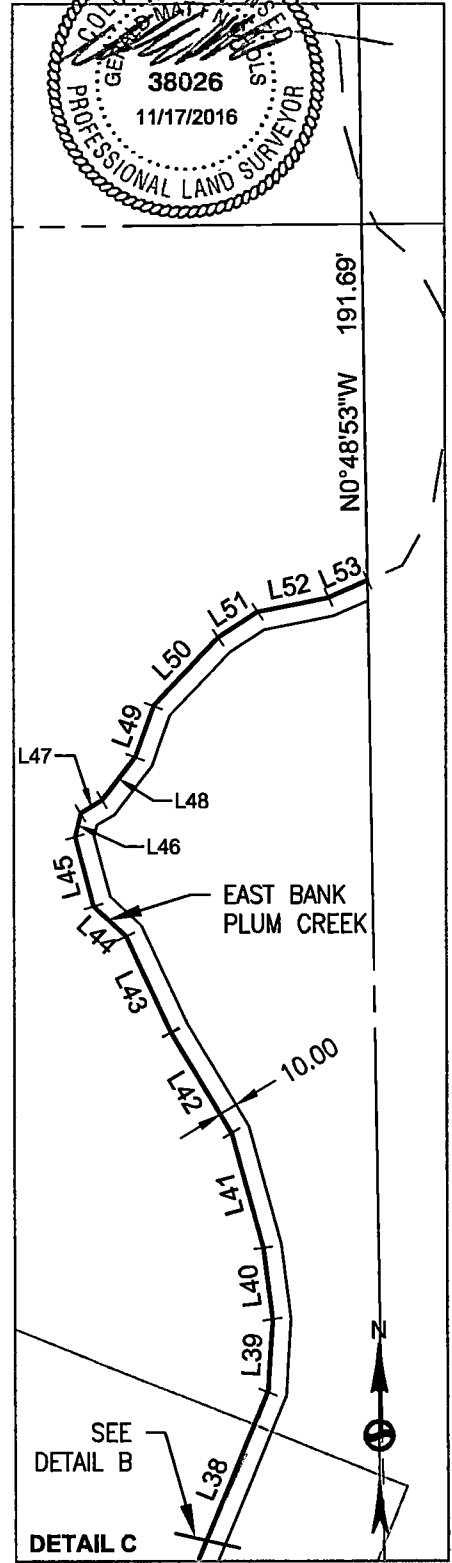 38026
11/17/2016
PROFESSIONAL LAND SURVEYOR
N0°48'53"W 191.69'
L53
L52
L51
L50
L49
L47
L48
L46
L45
EAST BANK
PLUM CREEK
L44
L43
10.00
L42
L41
L40
N
L39
SEE
DETAIL B
L38
DETAIL C